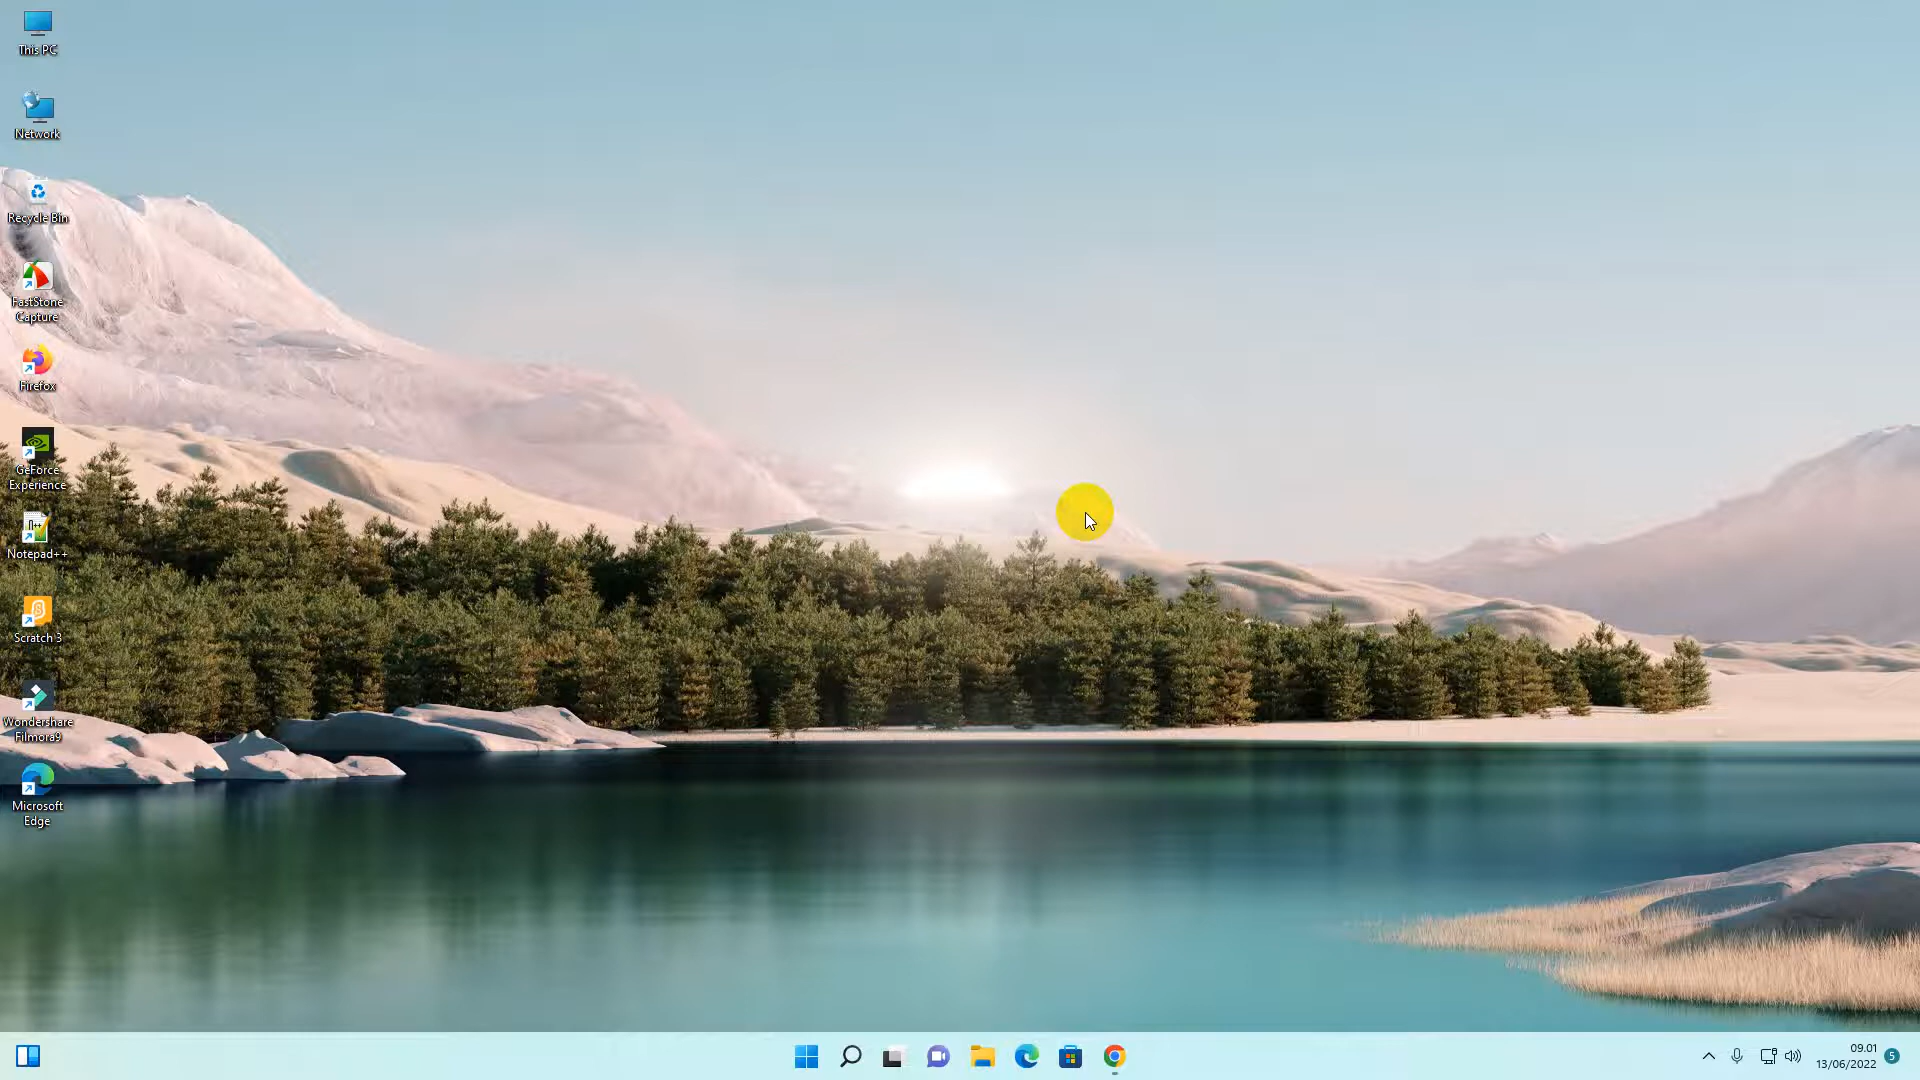 This PC
Network
Recycle Bin
FastStone
Capture
Firefox
GeForce
Experience
Notepad++
Scratch 3
Wondershare
Filmora9
Microsoft
Edge
09.01
13/06/2022
5